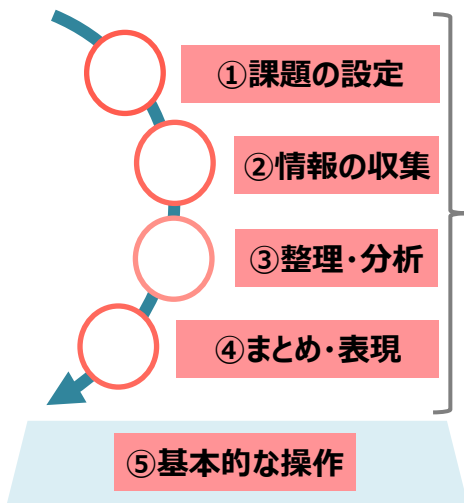 ①課題の設定
②情報の収集
③整理・分析
④まとめ・表現
⑤基本的な操作